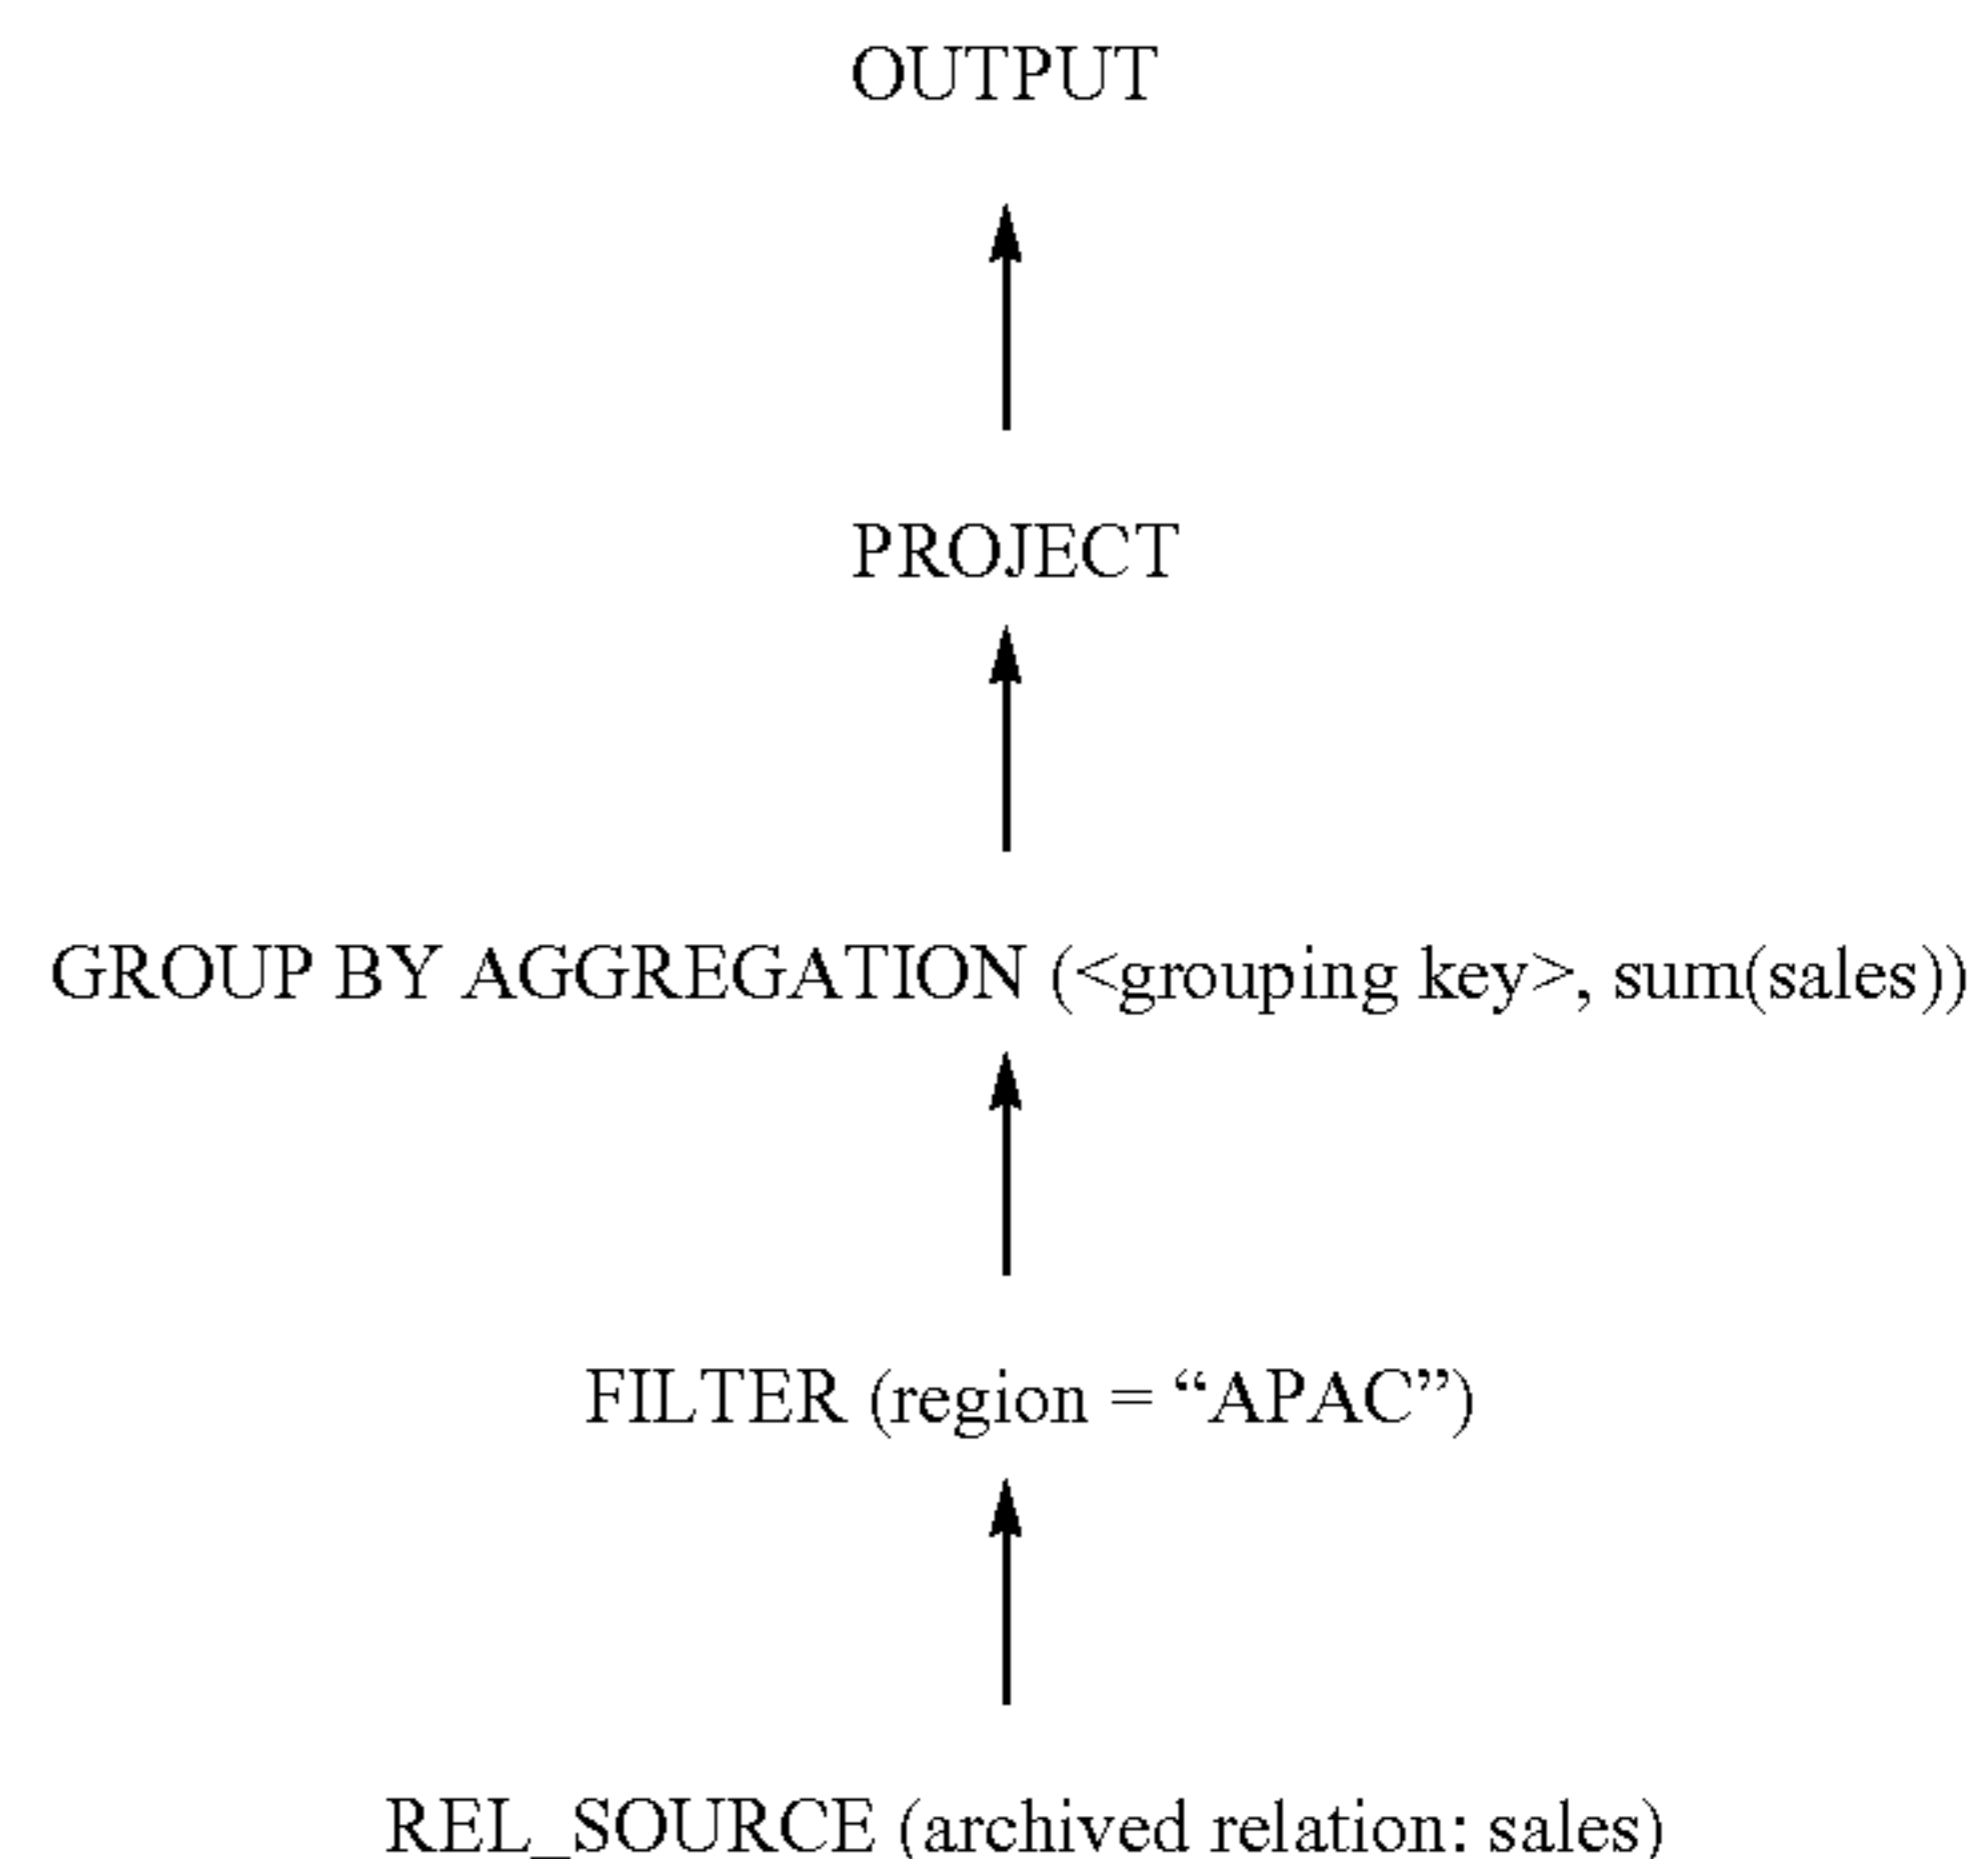 OUTPUT
PROJECT
GROUP BY AGGREGATION (<grouping key>, sum(sales))
FILTER (region = “APAC”)
REL_SOURCE (archived relation: sales)